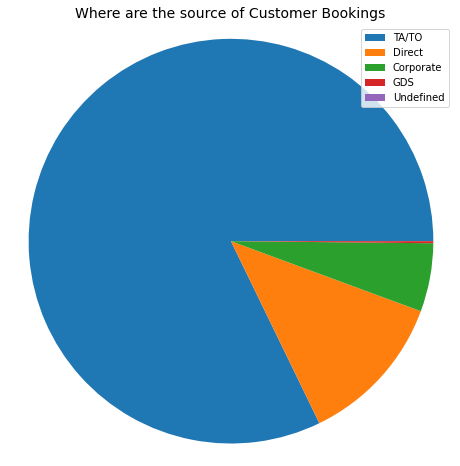 Where are the source of Customer Bookings
TA/TO
Direct
Corporate
GDS
Undefined